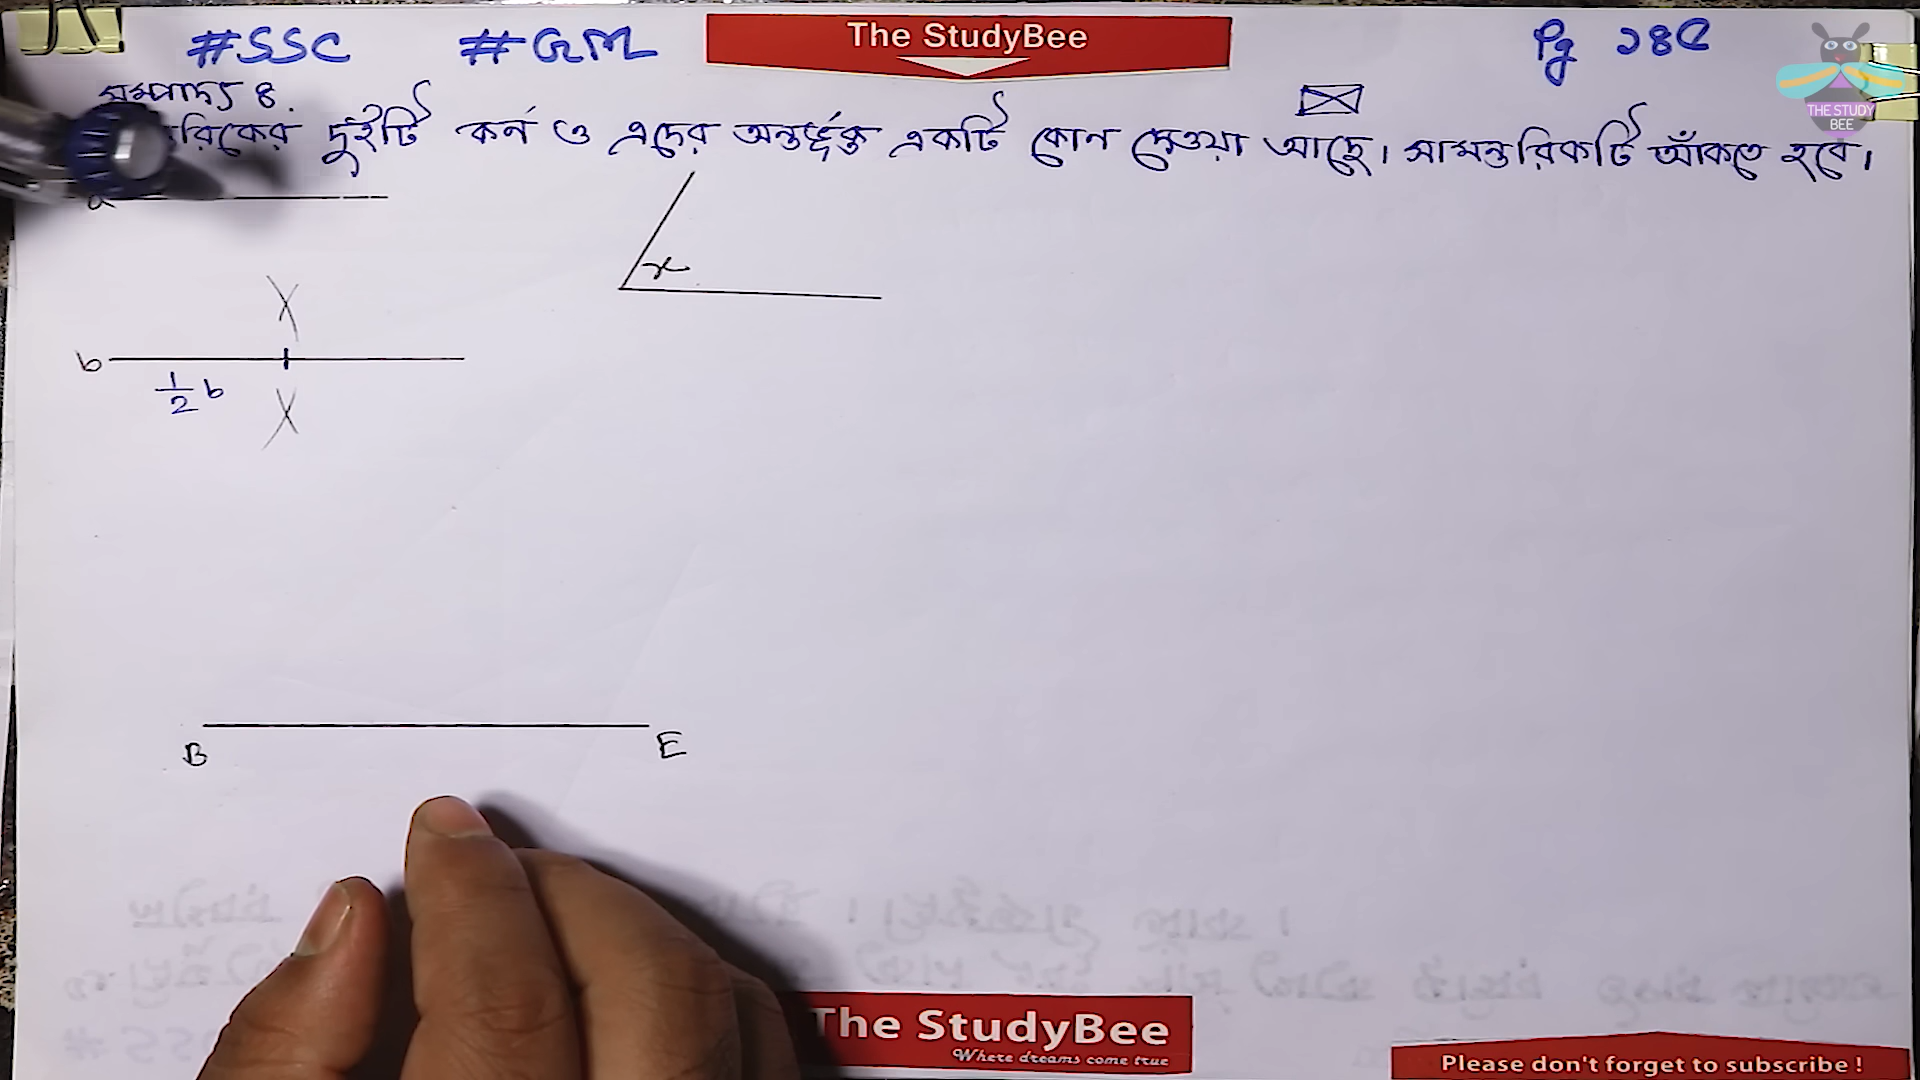 #SSC #GM The StudyBee Pg ১৪৫
THE STUDY BEE
সম্পাদ্য ৪.
রিকের দুইটি কর্ন ও এদের অন্তর্ভুক্ত একটি কোন দেওয়া আছে। সামন্তরিকটি আঁকতে হবে।
a
x
b
1/2 b
B E
The StudyBee
Where dreams come true
Please don't forget to subscribe !